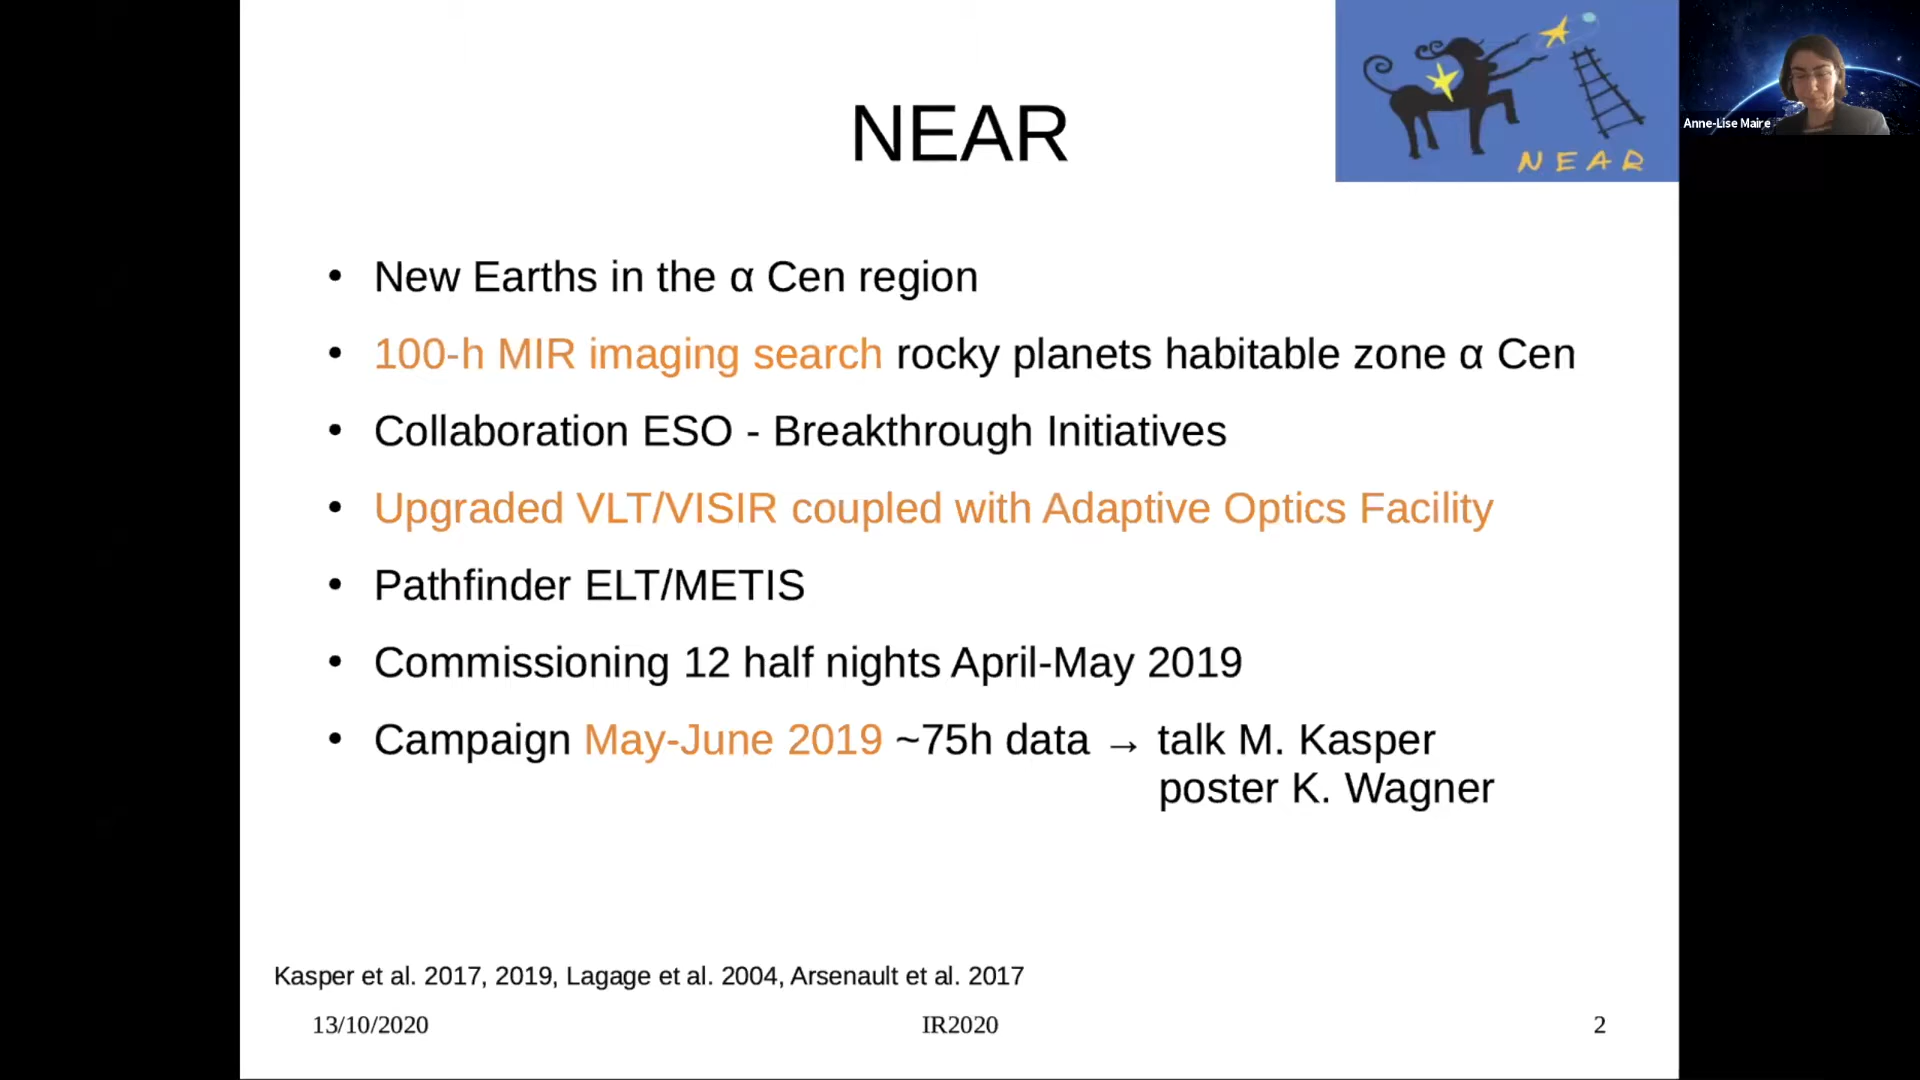 NEAR
NEAR
Anne-Lise Maire
• New Earths in the α Cen region
• 100-h MIR imaging search rocky planets habitable zone α Cen
• Collaboration ESO - Breakthrough Initiatives
• Upgraded VLT/VISIR coupled with Adaptive Optics Facility
• Pathfinder ELT/METIS
• Commissioning 12 half nights April-May 2019
• Campaign May-June 2019 ~75h data → talk M. Kasper
poster K. Wagner
Kasper et al. 2017, 2019, Lagage et al. 2004, Arsenault et al. 2017
13/10/2020 IR2020 2